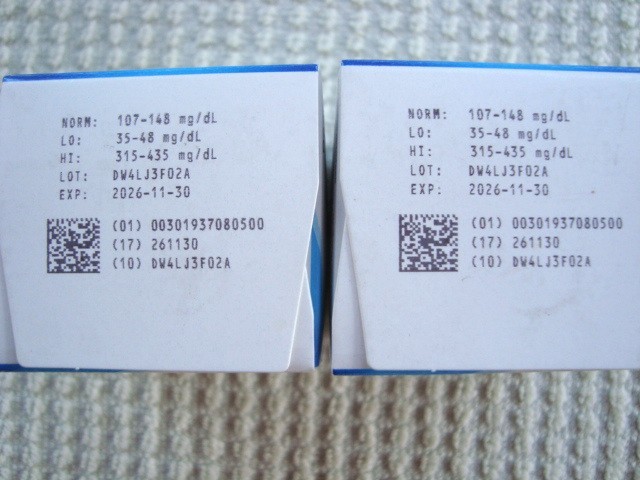 NORM: 107-148 mg/dL
LO: 35-48 mg/dL
HI: 315-435 mg/dL
LOT: DW4LJ3F02A
EXP: 2026-11-30
(01) 00301937080500
(17) 261130
(10) DW4LJ3F02A
NORM: 107-148 mg/dL
LO: 35-48 mg/dL
HI: 315-435 mg/dL
LOT: DW4LJ3F02A
EXP: 2026-11-30
(01) 00301937080500
(17) 261130
(10) DW4LJ3F02A